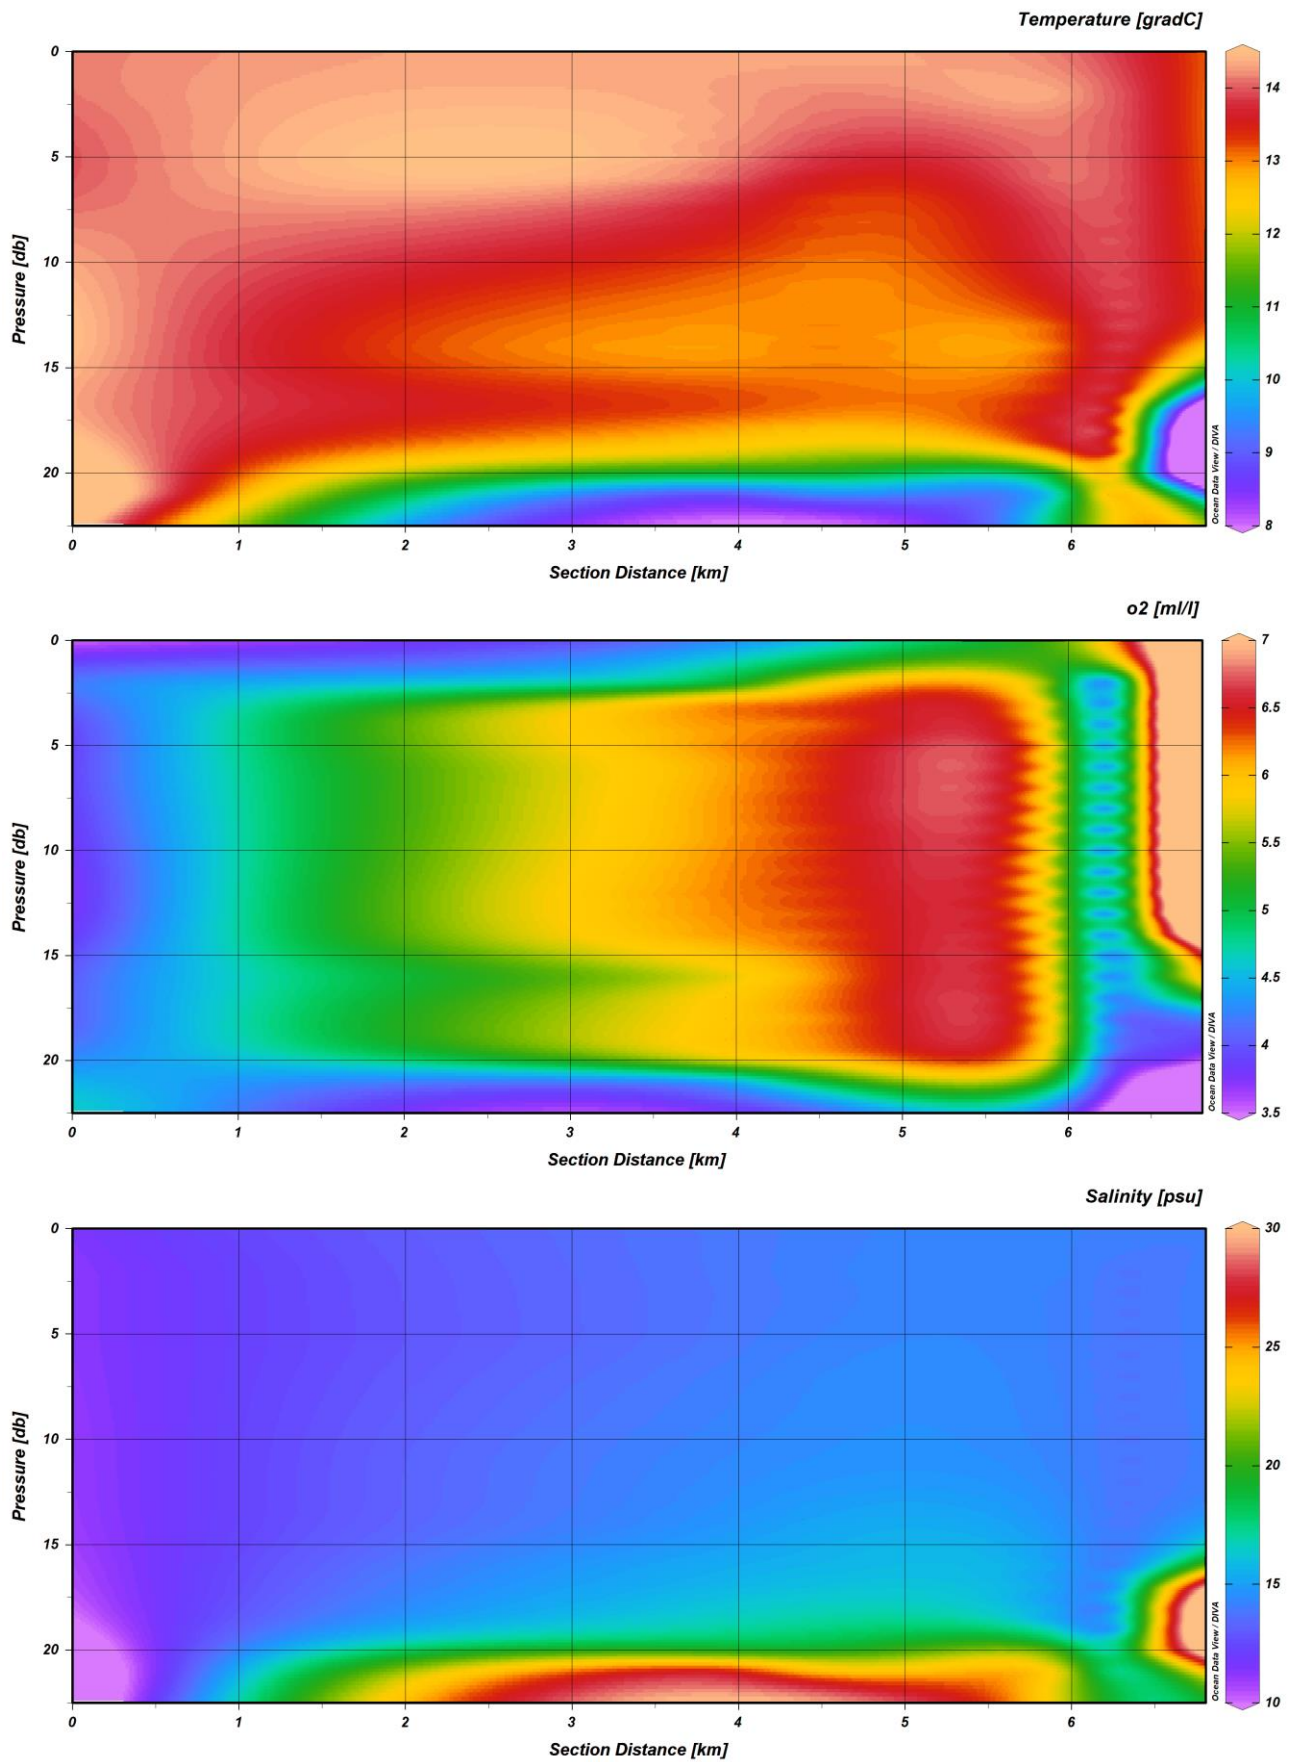 Temperature [gradC]
0
5
10
15
20
Pressure [db]
14
13
12
11
10
9
8
Ocean Data View / DIVA
0 1 2 3 4 5 6
Section Distance [km]
o2 [ml/l]
0
5
10
15
20
Pressure [db]
7
6.5
6
5.5
5
4.5
4
3.5
Ocean Data View / DIVA
0 1 2 3 4 5 6
Section Distance [km]
Salinity [psu]
0
5
10
15
20
Pressure [db]
30
25
20
15
10
Ocean Data View / DIVA
0 1 2 3 4 5 6
Section Distance [km]